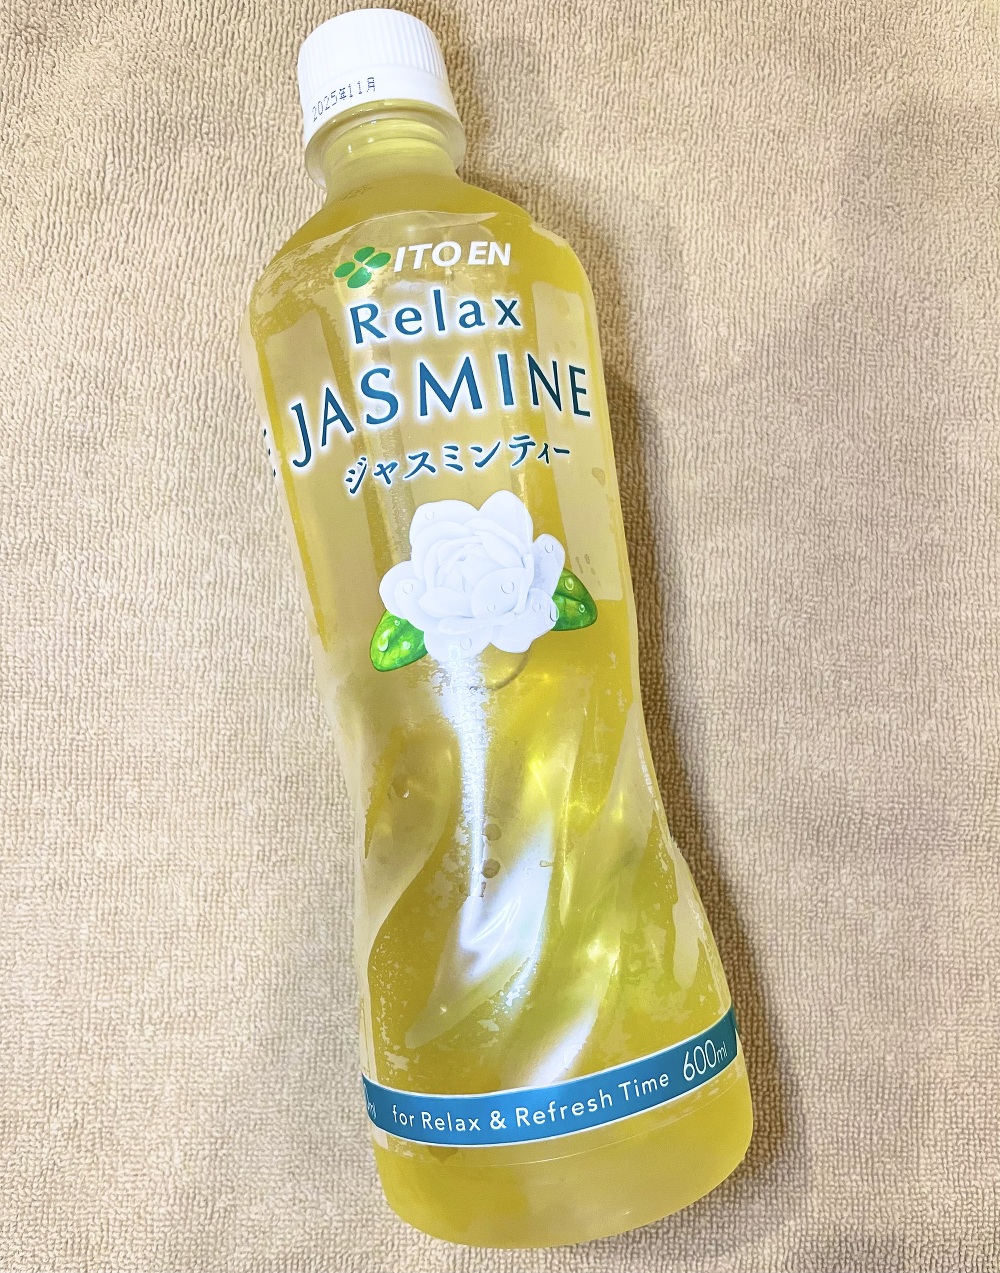 2025年11月
ITO EN
Relax
JASMINE
ジャスミンティー
for Relax & Refresh Time 600ml